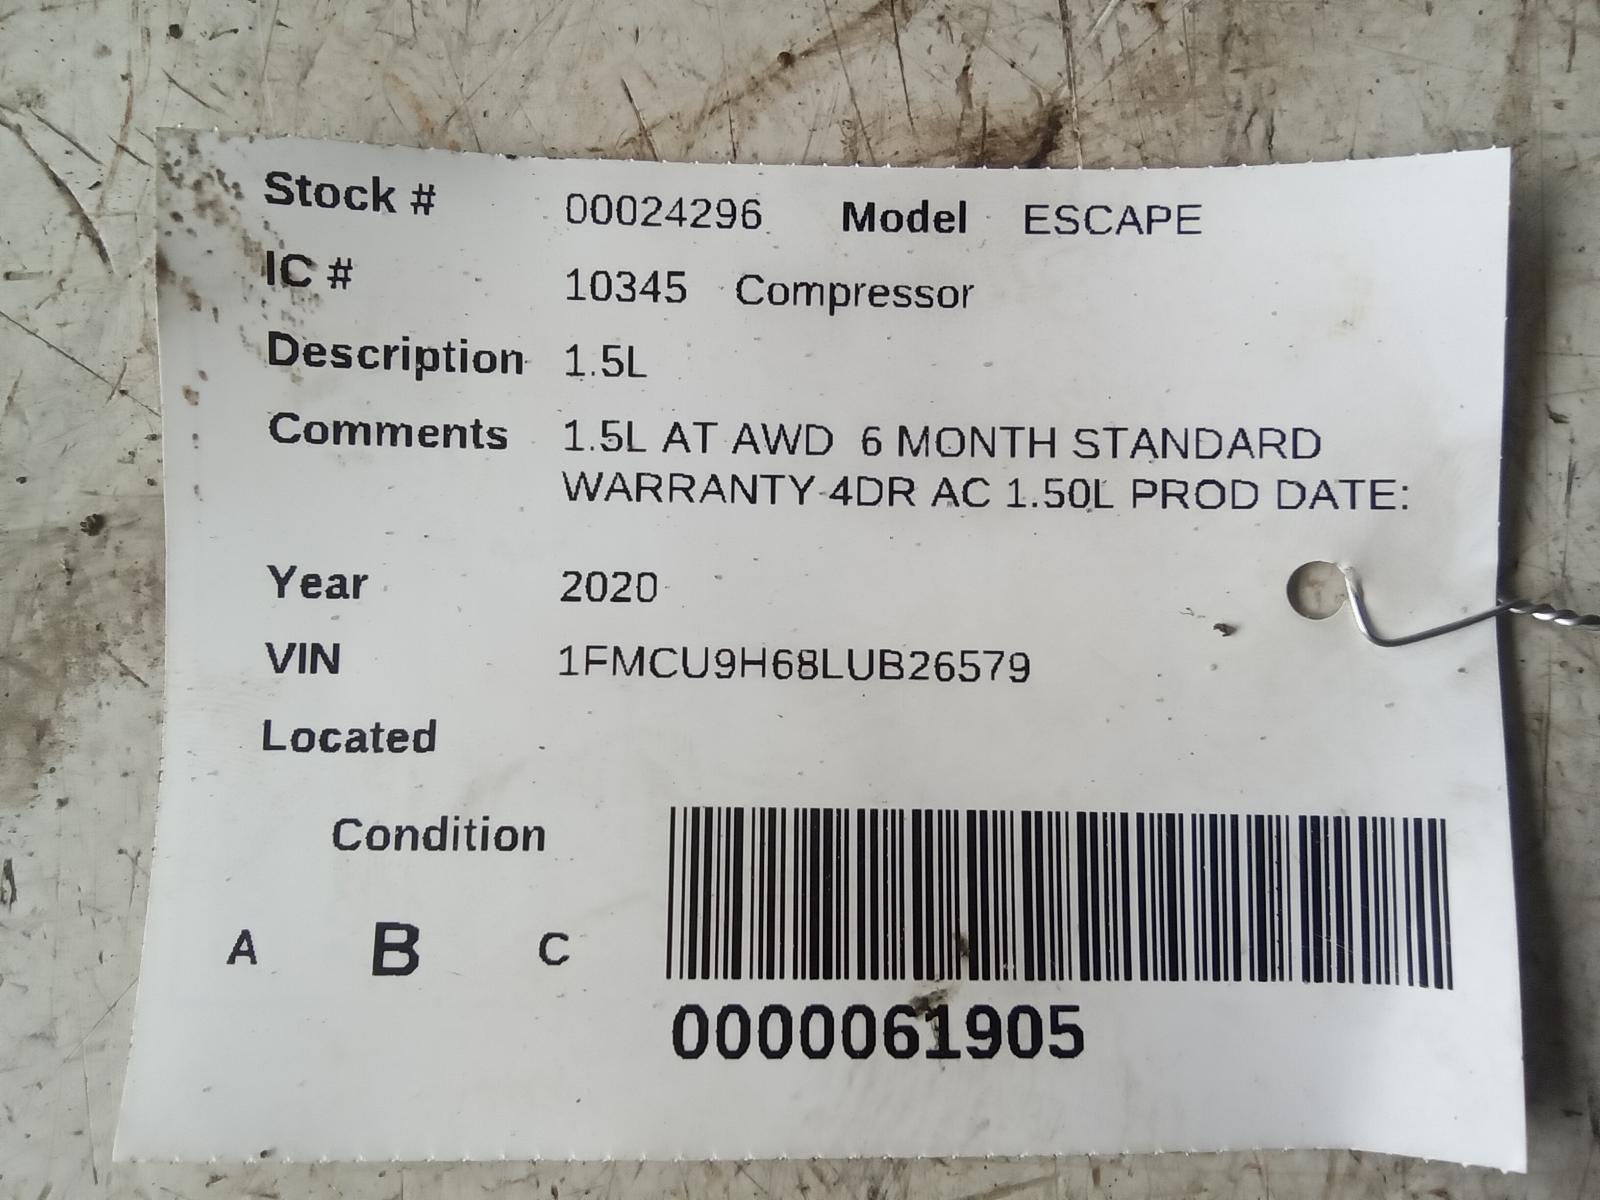 Stock # 00024296 Model ESCAPE
IC # 10345 Compressor
Description 1.5L
Comments 1.5L AT AWD 6 MONTH STANDARD
WARRANTY 4DR AC 1.50L PROD DATE:
Year 2020
VIN 1FMCU9H68LUB26579
Located
Condition
A B C
0000061905